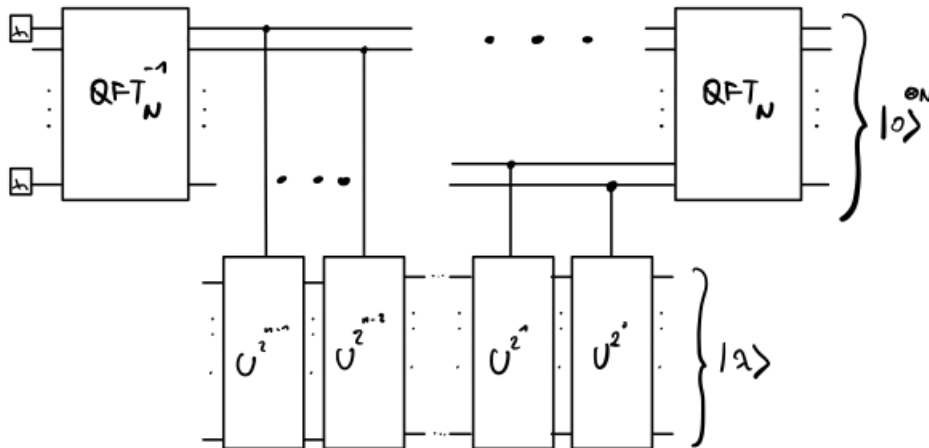 QFT_N^{-1}
QFT_N
|0⟩^{⊗N}
U^{2^{n-1}}
U^{2^{n-2}}
U^{2^1}
U^{2^0}
|λ⟩